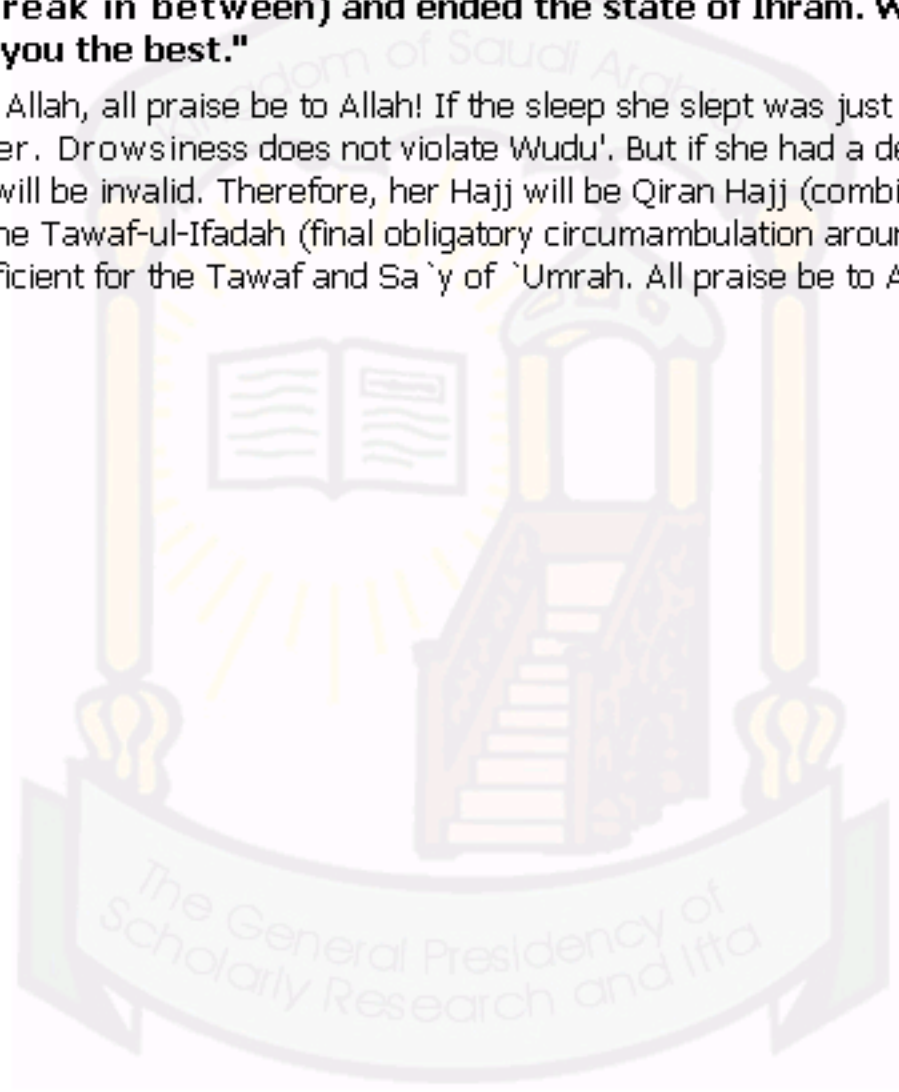 reak in between) and ended the state of Ihram. W
you the best."
Allah, all praise be to Allah! If the sleep she slept was just
er. Drowsiness does not violate Wudu'. But if she had a de
will be invalid. Therefore, her Hajj will be Qiran Hajj (combi
ne Tawaf-ul-Ifadah (final obligatory circumambulation arour
ficient for the Tawaf and Sa`y of `Umrah. All praise be to A
Kingdom of Saudi Arabia
The General Presidency of
Scholarly Research and Ifta